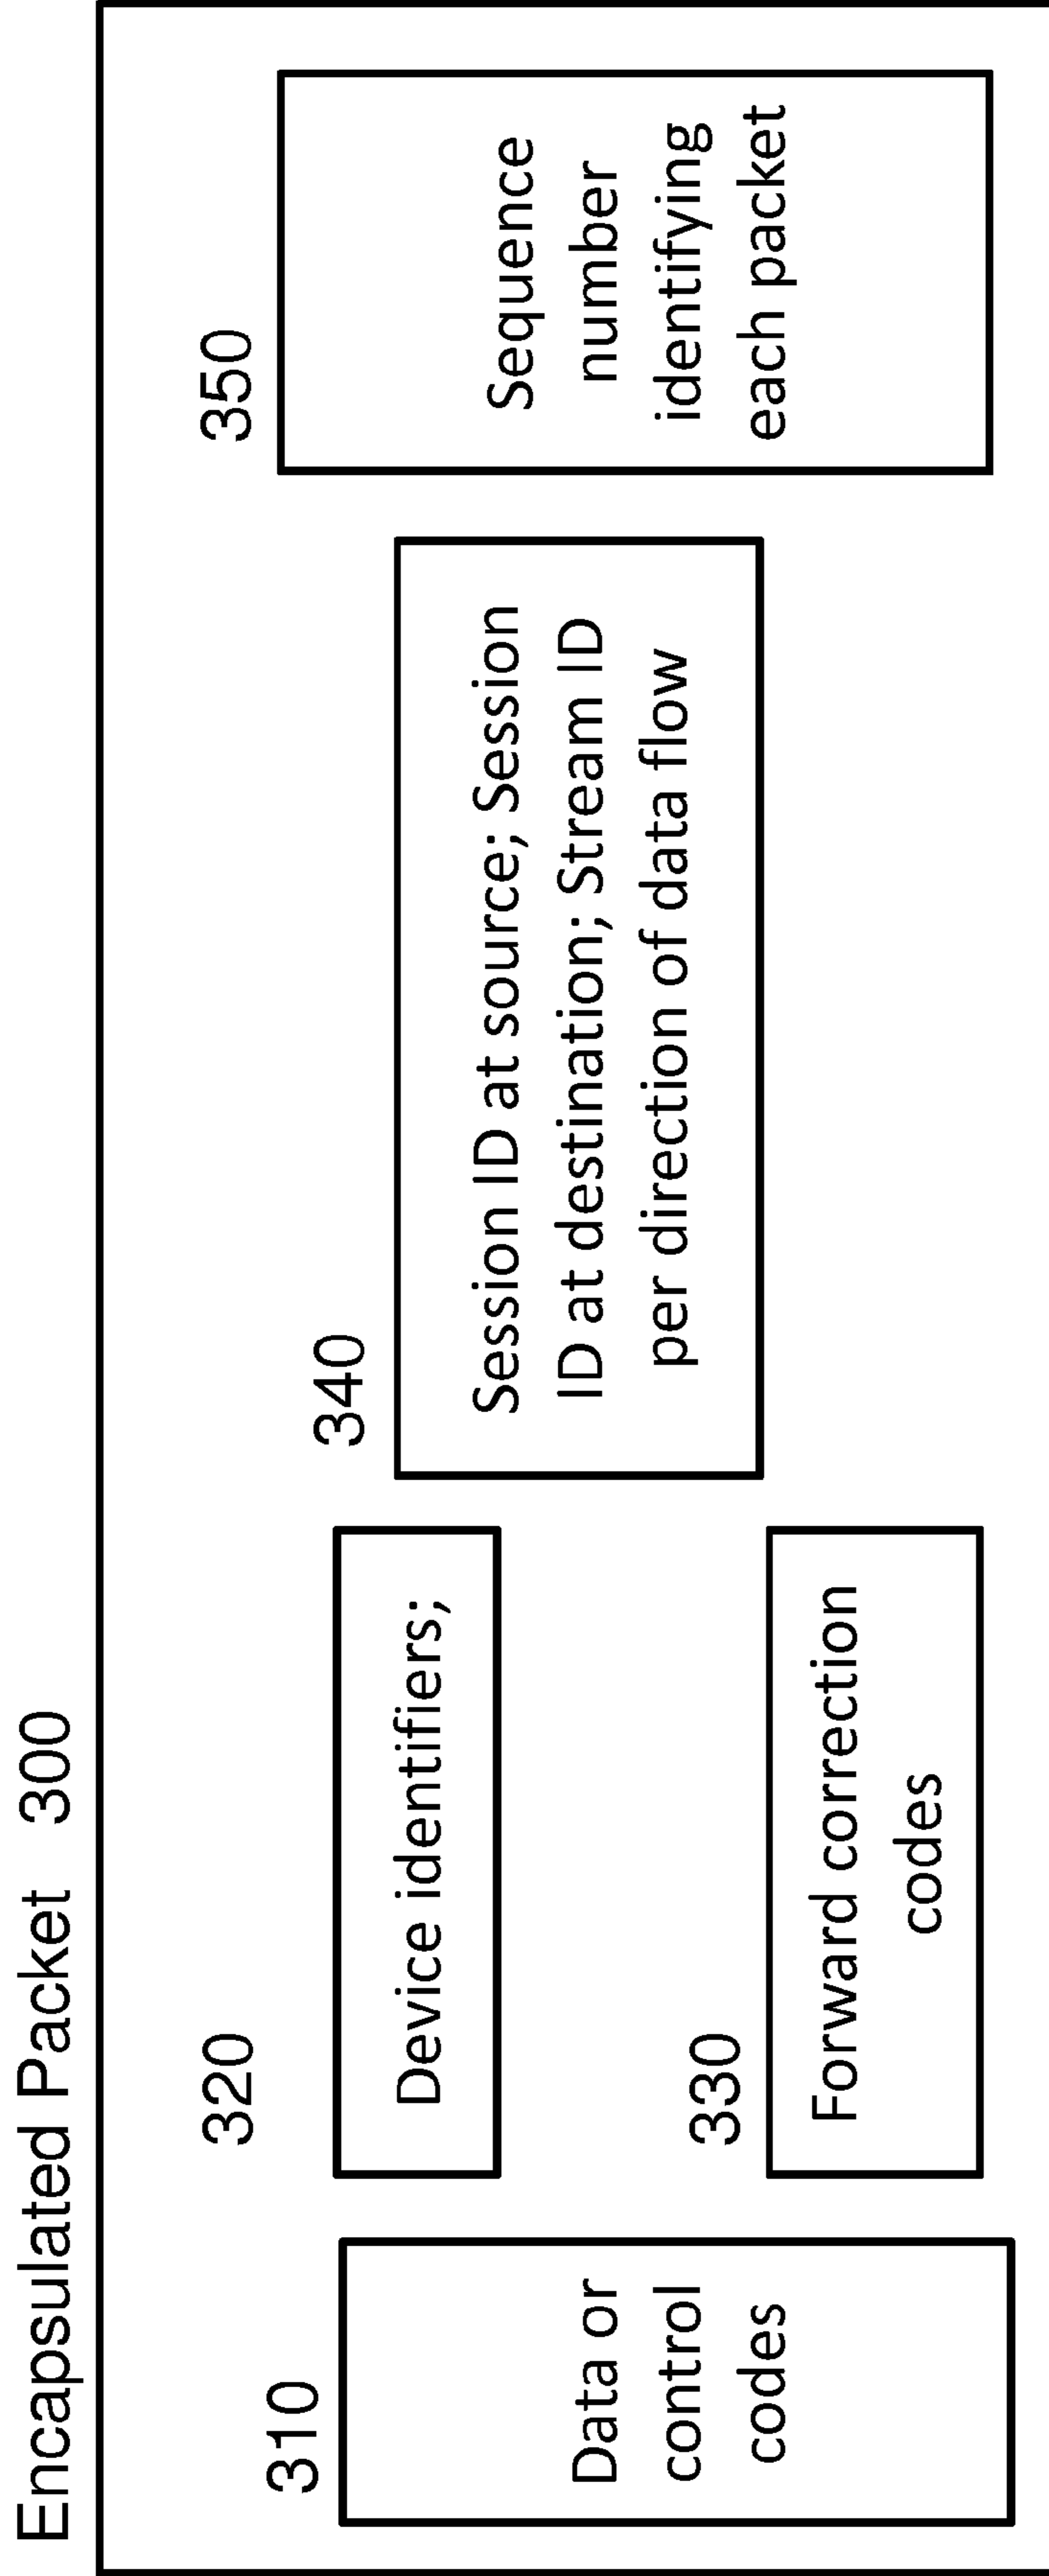 Encapsulated Packet 300
310
Data or
control
codes
320
Device identifiers;
330
Forward correction
codes
340
Session ID at source; Session
ID at destination; Stream ID
per direction of data flow
350
Sequence
number
identifying
each packet